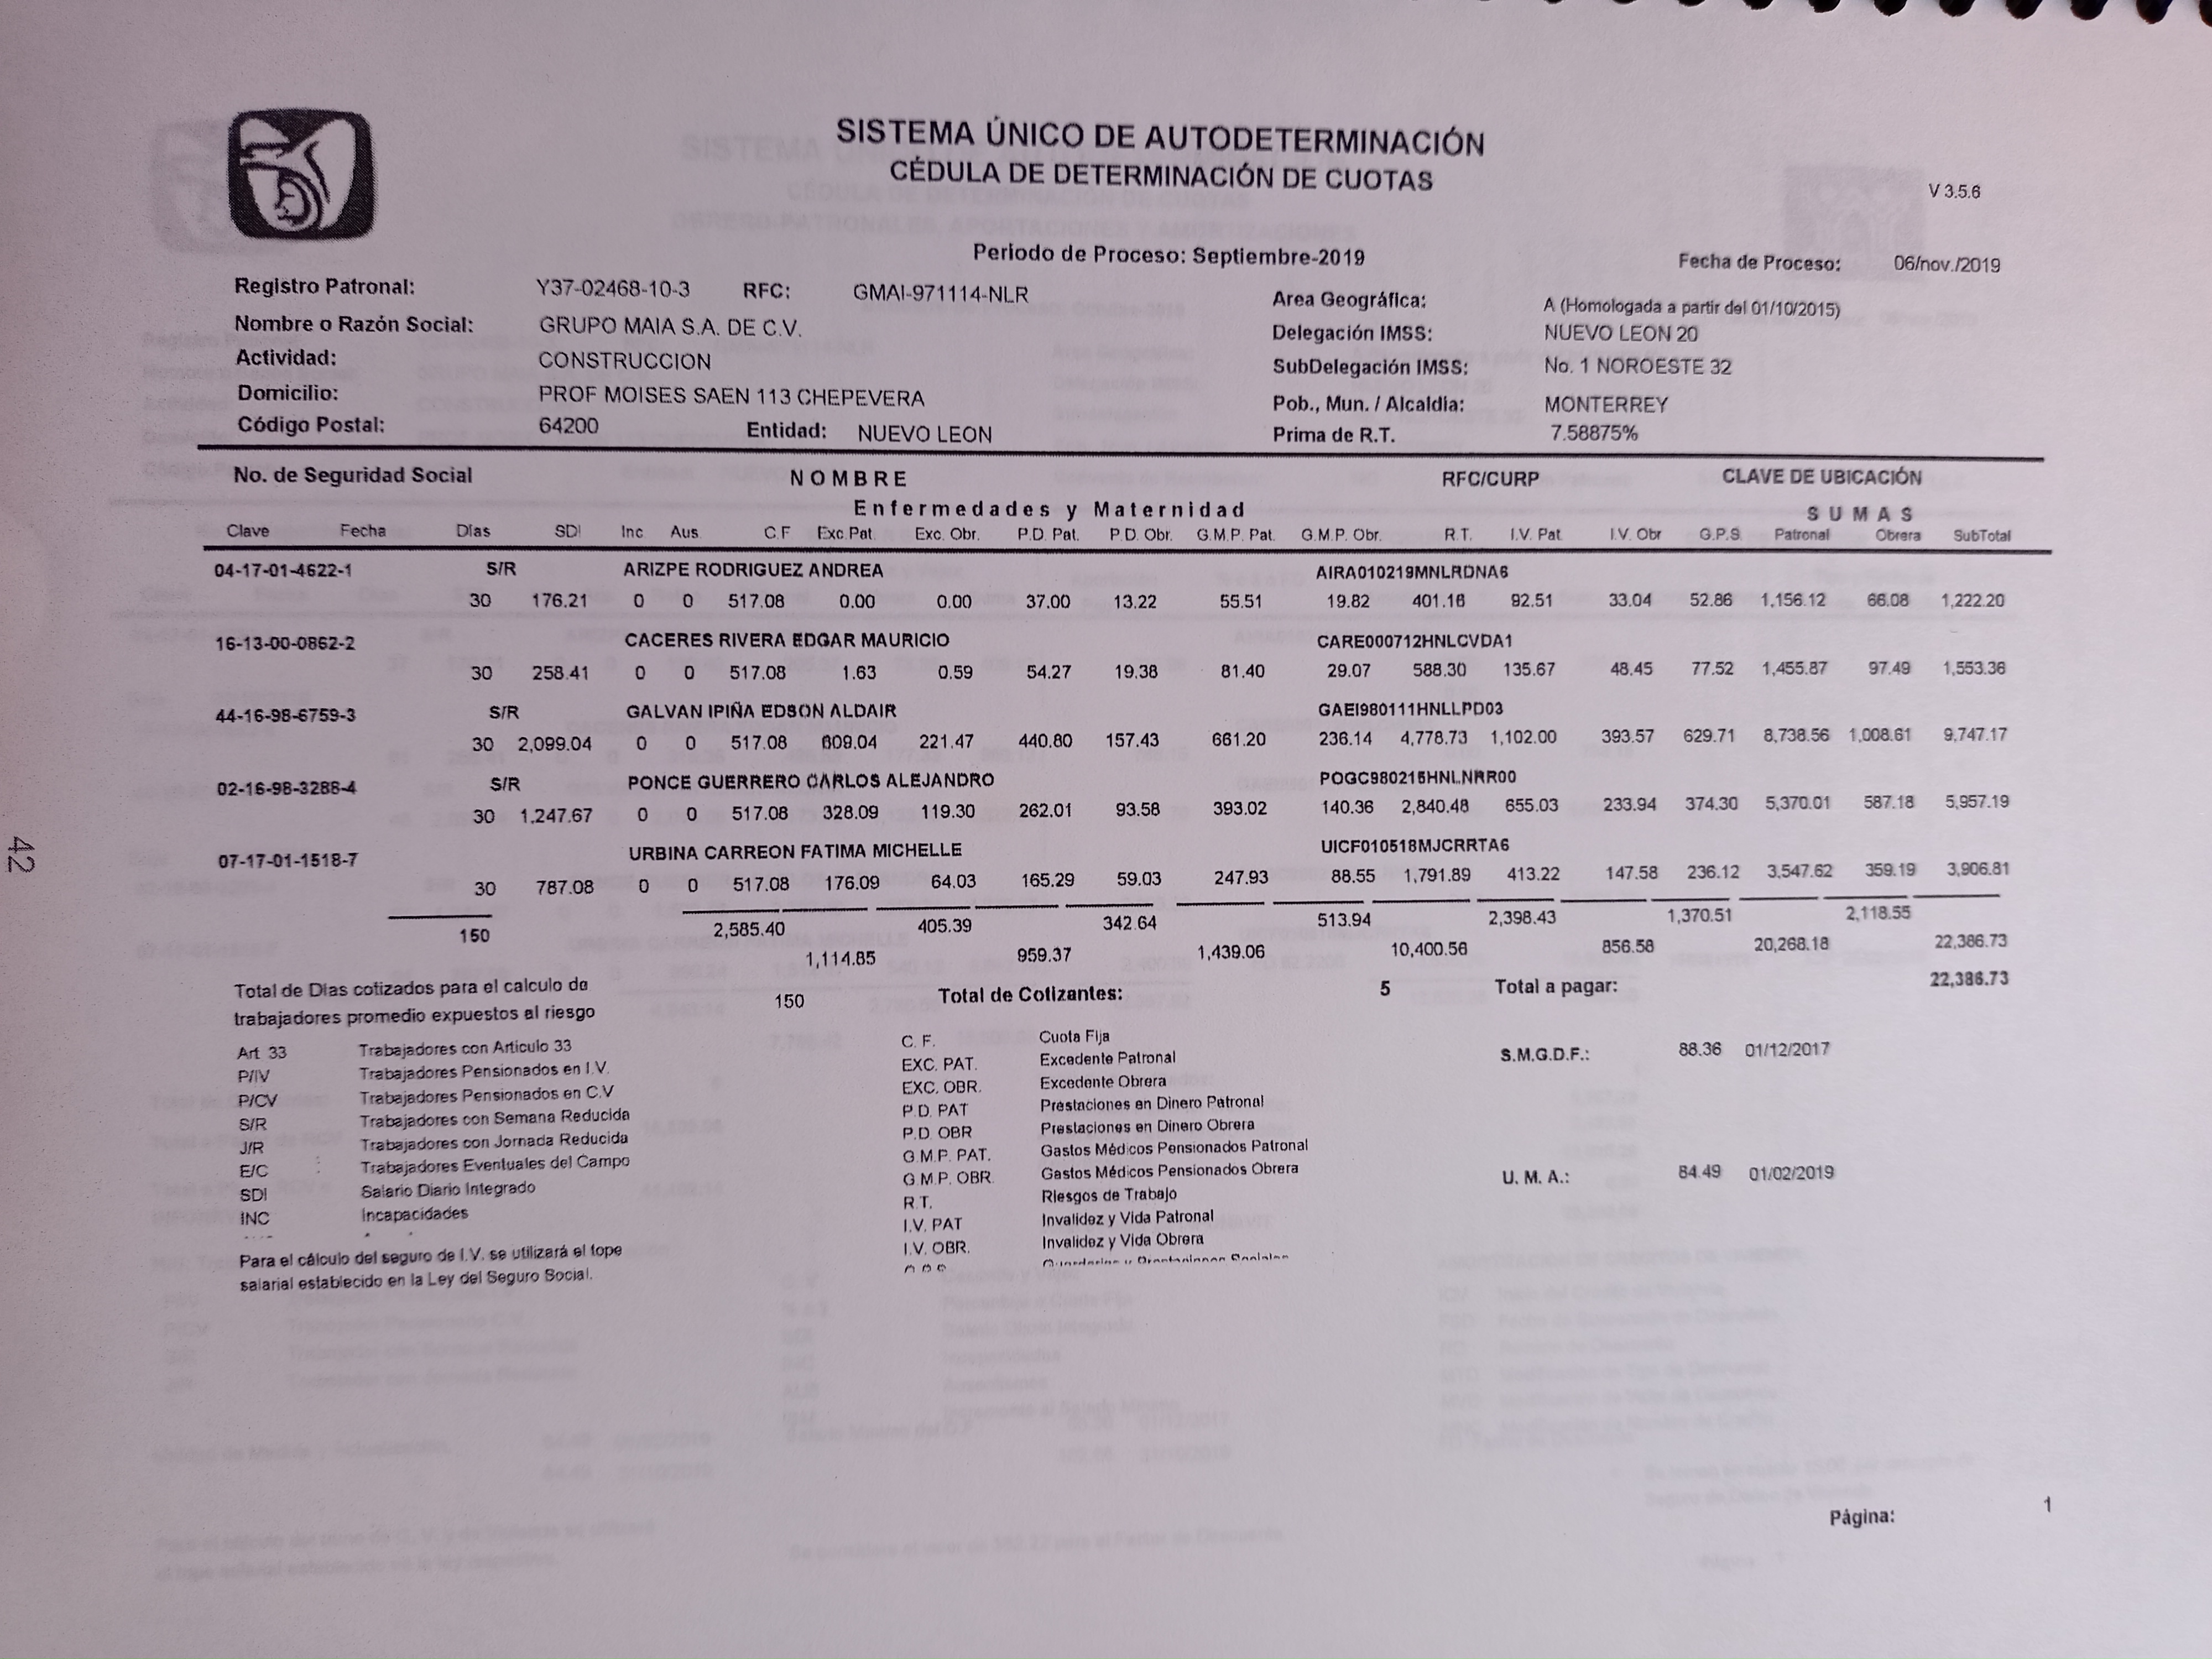 SISTEMA ÚNICO DE AUTODETERMINACIÓN
CÉDULA DE DETERMINACIÓN DE CUOTAS
V 3.5.6
Periodo de Proceso: Septiembre-2019 Fecha de Proceso: 06/nov./2019
Registro Patronal: Y37-02468-10-3 RFC: GMAI-971114-NLR Area Geográfica: A (Homologada a partir del 01/10/2015)
Nombre o Razón Social: GRUPO MAIA S.A. DE C.V. Delegación IMSS: NUEVO LEON 20
Actividad: CONSTRUCCION SubDelegación IMSS: No. 1 NOROESTE 32
Domicilio: PROF MOISES SAEN 113 CHEPEVERA Pob., Mun. / Alcaldia: MONTERREY
Código Postal: 64200 Entidad: NUEVO LEON Prima de R.T. 7.58875%
No. de Seguridad Social NOMBRE RFC/CURP CLAVE DE UBICACIÓN
Enfermedades y Maternidad SUMAS
Clave Fecha Días SDI Inc Aus. C.F Exc.Pat. Exc. Obr. P.D. Pat. P.D. Obr. G.M.P. Pat. G.M.P. Obr. R.T. I.V. Pat. I.V. Obr G.P.S. Patronal Obrera SubTotal
04-17-01-4622-1 S/R ARIZPE RODRIGUEZ ANDREA AIRA010219MNLRDNA6
30 176.21 0 0 517.08 0.00 0.00 37.00 13.22 55.51 19.82 401.16 92.51 33.04 52.86 1,156.12 66.08 1,222.20
16-13-00-0862-2 CACERES RIVERA EDGAR MAURICIO CARE000712HNLCVDA1
30 258.41 0 0 517.08 1.63 0.59 54.27 19.38 81.40 29.07 588.30 135.67 48.45 77.52 1,455.87 97.49 1,553.36
44-16-98-6759-3 S/R GALVAN IPIÑA EDSON ALDAIR GAEI980111HNLLPD03
30 2,099.04 0 0 517.08 609.04 221.47 440.80 157.43 661.20 236.14 4,778.73 1,102.00 393.57 629.71 8,738.56 1,008.61 9,747.17
02-16-98-3288-4 S/R PONCE GUERRERO CARLOS ALEJANDRO POGC980215HNLNRR00
30 1,247.67 0 0 517.08 328.09 119.30 262.01 93.58 393.02 140.36 2,840.48 655.03 233.94 374.30 5,370.01 587.18 5,957.19
07-17-01-1518-7 URBINA CARREON FATIMA MICHELLE UICF010518MJCRRTA6
30 787.08 0 0 517.08 176.09 64.03 165.29 59.03 247.93 88.55 1,791.89 413.22 147.58 236.12 3,547.62 359.19 3,906.81
150 2,585.40 405.39 342.64 513.94 2,398.43 1,370.51 2,118.55
1,114.85 959.37 1,439.06 10,400.56 856.58 20,268.18 22,386.73
Total de Días cotizados para el calculo de
trabajadores promedio expuestos al riesgo 150 Total de Cotizantes: 5 Total a pagar: 22,386.73
Art 33 Trabajadores con Articulo 33
P/IV Trabajadores Pensionados en I.V.
P/CV Trabajadores Pensionados en C.V
S/R Trabajadores con Semana Reducida
J/R Trabajadores con Jornada Reducida
E/C Trabajadores Eventuales del Campo
SDI Salario Diario Integrado
INC Incapacidades
Para el cálculo del seguro de I.V. se utilizará el tope
salarial establecido en la Ley del Seguro Social.
C. F. Cuota Fija
EXC. PAT. Excedente Patronal
EXC. OBR. Excedente Obrera
P.D. PAT Prestaciones en Dinero Patronal
P.D. OBR Prestaciones en Dinero Obrera
G.M.P. PAT. Gastos Médicos Pensionados Patronal
G.M.P. OBR. Gastos Médicos Pensionados Obrera
R.T. Riesgos de Trabajo
I.V. PAT Invalidez y Vida Patronal
I.V. OBR. Invalidez y Vida Obrera
S.M.G.D.F.: 88.36 01/12/2017
U. M. A.: 84.49 01/02/2019
Página: 1
42